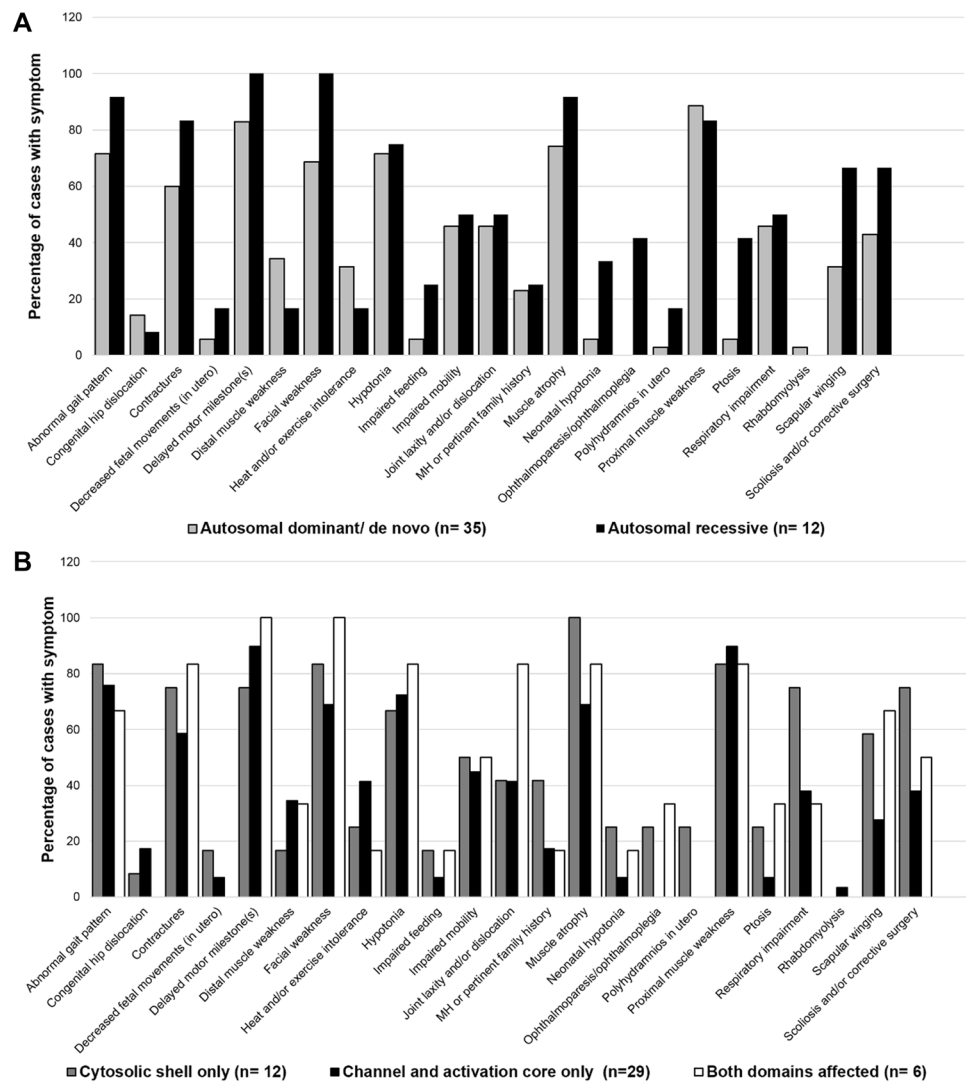 A
Percentage of cases with symptom
120
100
80
60
40
20
0
Abnormal gait pattern
Congenital hip dislocation
Contractures
Decreased fetal movements (in utero)
Delayed motor milestone(s)
Distal muscle weakness
Facial weakness
Heat and/or exercise intolerance
Hypotonia
Impaired feeding
Impaired mobility
Joint laxity and/or dislocation
MH or pertinent family history
Muscle atrophy
Neonatal hypotonia
Ophthalmoparesis/ophthalmoplegia
Polyhydramnios in utero
Proximal muscle weakness
Ptosis
Respiratory impairment
Rhabdomyolysis
Scapular winging
Scoliosis and/or corrective surgery
Autosomal dominant/ de novo (n= 35) Autosomal recessive (n= 12)
B
Percentage of cases with symptom
120
100
80
60
40
20
0
Abnormal gait pattern
Congenital hip dislocation
Contractures
Decreased fetal movements (in utero)
Delayed motor milestone(s)
Distal muscle weakness
Facial weakness
Heat and/or exercise intolerance
Hypotonia
Impaired feeding
Impaired mobility
Joint laxity and/or dislocation
MH or pertinent family history
Muscle atrophy
Neonatal hypotonia
Ophthalmoparesis/ophthalmoplegia
Polyhydramnios in utero
Proximal muscle weakness
Ptosis
Respiratory impairment
Rhabdomyolysis
Scapular winging
Scoliosis and/or corrective surgery
Cytosolic shell only (n= 12) Channel and activation core only (n=29) Both domains affected (n= 6)